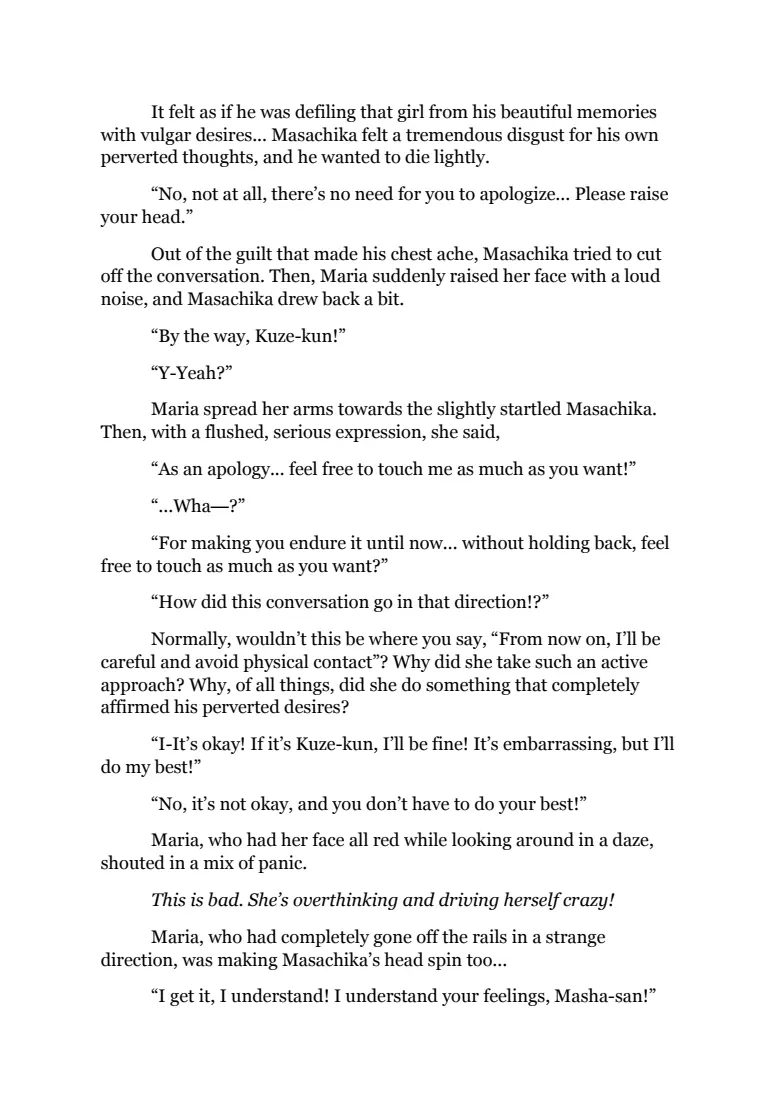 It felt as if he was defiling that girl from his beautiful memories
with vulgar desires... Masachika felt a tremendous disgust for his own
perverted thoughts, and he wanted to die lightly.
“No, not at all, there’s no need for you to apologize... Please raise
your head.”
Out of the guilt that made his chest ache, Masachika tried to cut
off the conversation. Then, Maria suddenly raised her face with a loud
noise, and Masachika drew back a bit.
“By the way, Kuze-kun!”
“Y-Yeah?”
Maria spread her arms towards the slightly startled Masachika.
Then, with a flushed, serious expression, she said,
“As an apology... feel free to touch me as much as you want!”
“...Wha—?”
“For making you endure it until now... without holding back, feel
free to touch as much as you want?”
“How did this conversation go in that direction!?”
Normally, wouldn’t this be where you say, “From now on, I’ll be
careful and avoid physical contact”? Why did she take such an active
approach? Why, of all things, did she do something that completely
affirmed his perverted desires?
“I-It’s okay! If it’s Kuze-kun, I’ll be fine! It’s embarrassing, but I’ll
do my best!”
“No, it’s not okay, and you don’t have to do your best!”
Maria, who had her face all red while looking around in a daze,
shouted in a mix of panic.
This is bad. She’s overthinking and driving herself crazy!
Maria, who had completely gone off the rails in a strange
direction, was making Masachika’s head spin too...
“I get it, I understand! I understand your feelings, Masha-san!”